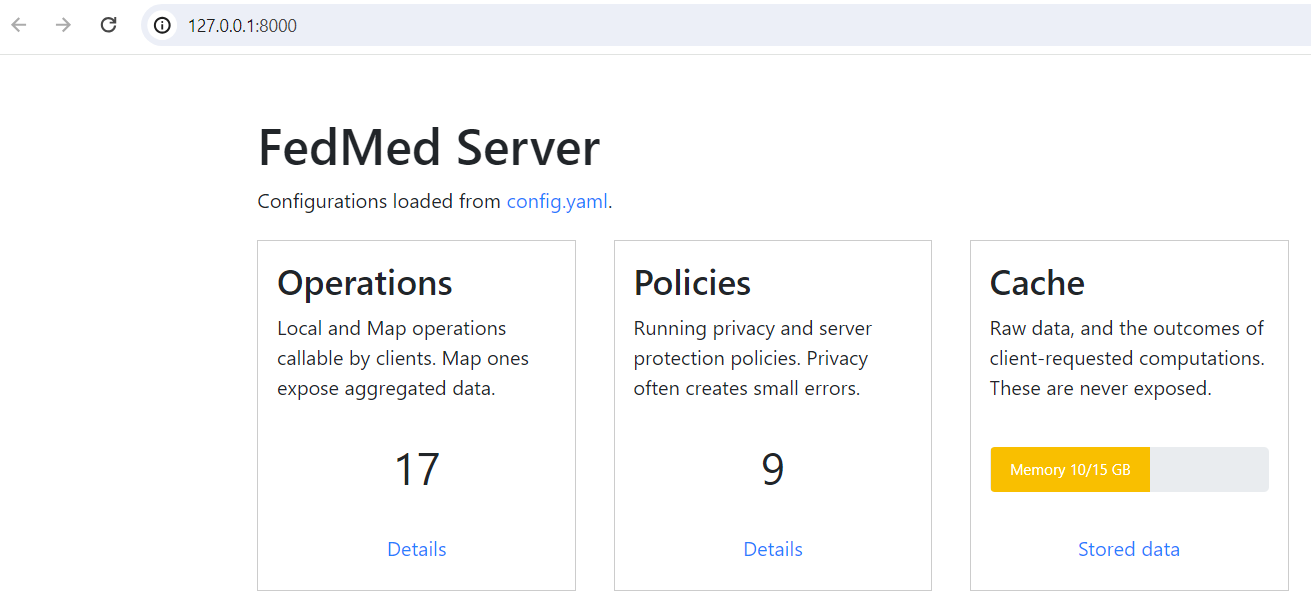 127.0.0.1:8000
FedMed Server
Configurations loaded from config.yaml.
Operations
Local and Map operations
callable by clients. Map ones
expose aggregated data.
17
Details
Policies
Running privacy and server
protection policies. Privacy
often creates small errors.
9
Details
Cache
Raw data, and the outcomes of
client-requested computations.
These are never exposed.
Memory 10/15 GB
Stored data